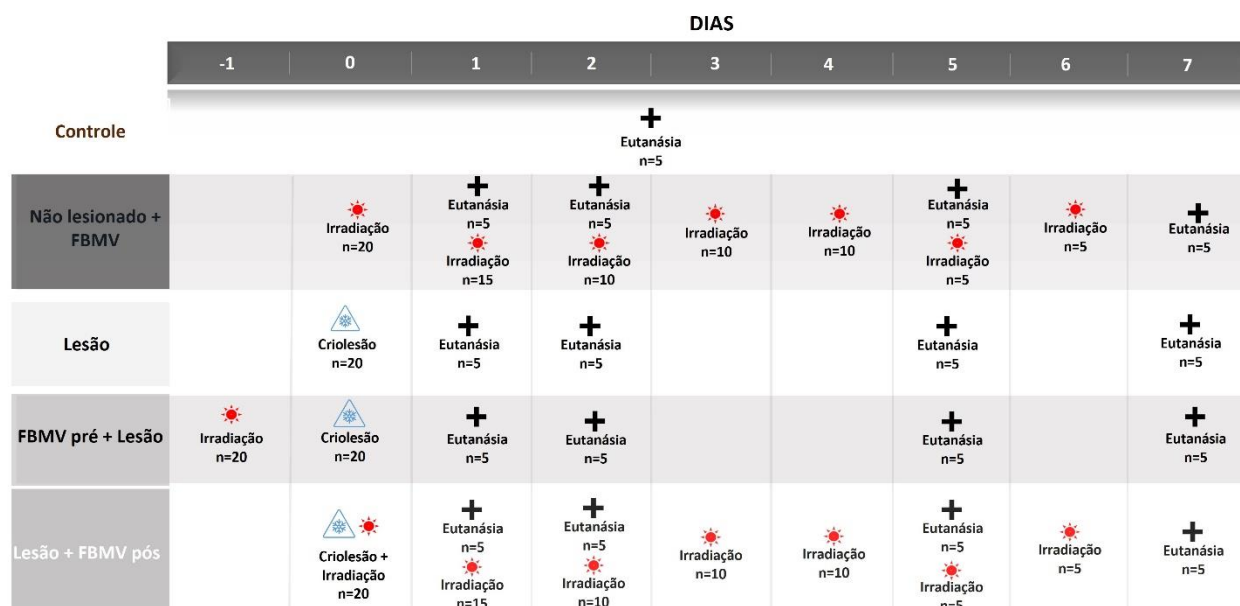 DIAS
-1 0 1 2 3 4 5 6 7
Controle
Eutanásia
n=5
Não lesionado +
FBMV
Irradiação
n=20
Eutanásia
n=5
Irradiação
n=15
Eutanásia
n=5
Irradiação
n=10
Irradiação
n=10
Irradiação
n=10
Eutanásia
n=5
Irradiação
n=5
Irradiação
n=5
Eutanásia
n=5
Lesão
Criolesão
n=20
Eutanásia
n=5
Eutanásia
n=5
Eutanásia
n=5
Eutanásia
n=5
FBMV pré + Lesão
Irradiação
n=20
Criolesão
n=20
Eutanásia
n=5
Eutanásia
n=5
Eutanásia
n=5
Eutanásia
n=5
Lesão + FBMV pós
Criolesão +
Irradiação
n=20
Eutanásia
n=5
Irradiação
n=15
Eutanásia
n=5
Irradiação
n=10
Irradiação
n=10
Irradiação
n=10
Eutanásia
n=5
Irradiação
n=5
Irradiação
n=5
Eutanásia
n=5